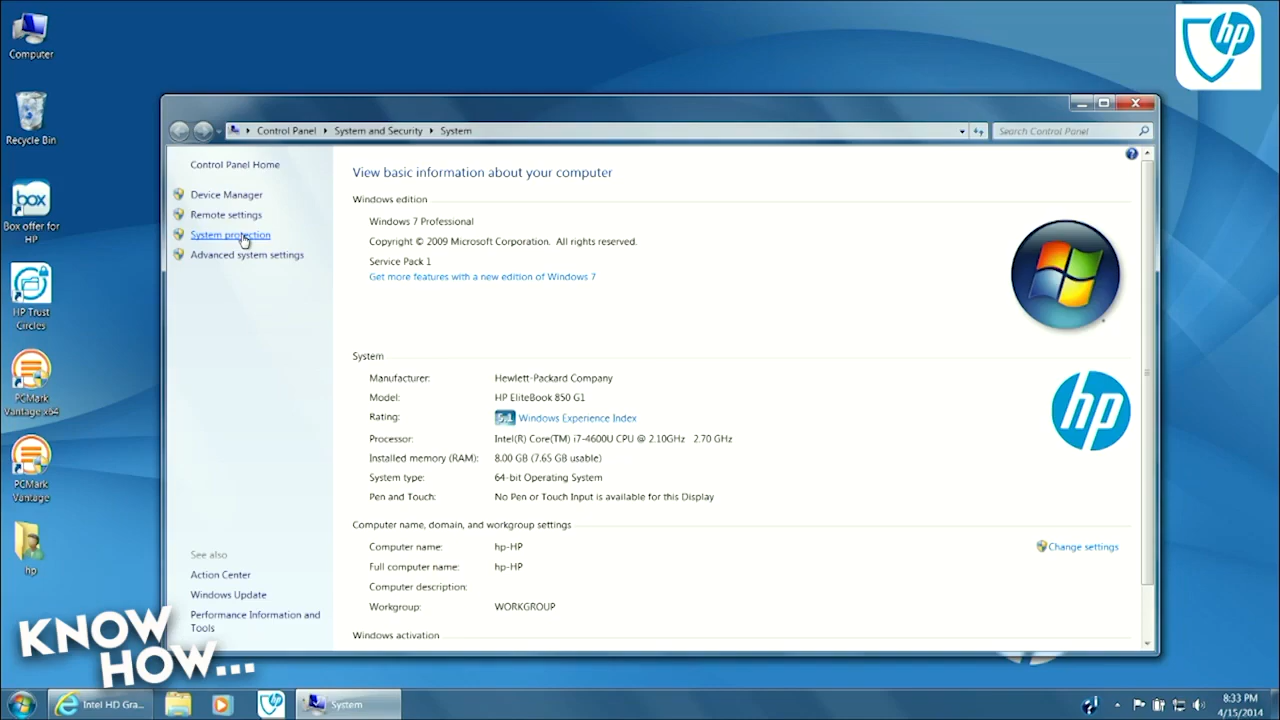 Computer
Recycle Bin
box
Box offer for
HP
HP Trust
Circles
PCMark
Vantage x64
PCMark
Vantage
hp
hp
Control Panel
System and Security
System
Search Control Panel
Control Panel Home
Device Manager
Remote settings
System protection
Advanced system settings
See also
Action Center
Windows Update
Performance Information and
Tools
View basic information about your computer
Windows edition
Windows 7 Professional
Copyright © 2009 Microsoft Corporation. All rights reserved.
Service Pack 1
Get more features with a new edition of Windows 7
System
Manufacturer: Hewlett-Packard Company
Model: HP EliteBook 850 G1
Rating: 5.1 Windows Experience Index
Processor: Intel(R) Core(TM) i7-4600U CPU @ 2.10GHz 2.70 GHz
Installed memory (RAM): 8.00 GB (7.65 GB usable)
System type: 64-bit Operating System
Pen and Touch: No Pen or Touch Input is available for this Display
hp
Computer name, domain, and workgroup settings
Computer name: hp-HP
Change settings
Full computer name: hp-HP
Computer description:
Workgroup: WORKGROUP
Windows activation
KNOW
HOW...
Intel HD Gra...
System
8:33 PM
4/15/2014